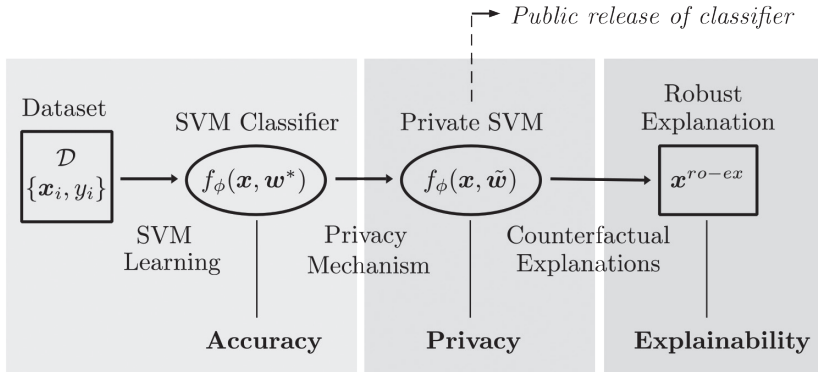 Public release of classifier
Dataset
𝒟
{𝒙ᵢ, yᵢ}
SVM Classifier
f_ϕ(𝒙, 𝒘*)
SVM
Learning
Accuracy
Privacy
Mechanism
Private SVM
f_ϕ(𝒙, 𝒘̃)
Privacy
Counterfactual
Explanations
Robust
Explanation
𝒙^{ro−ex}
Explainability